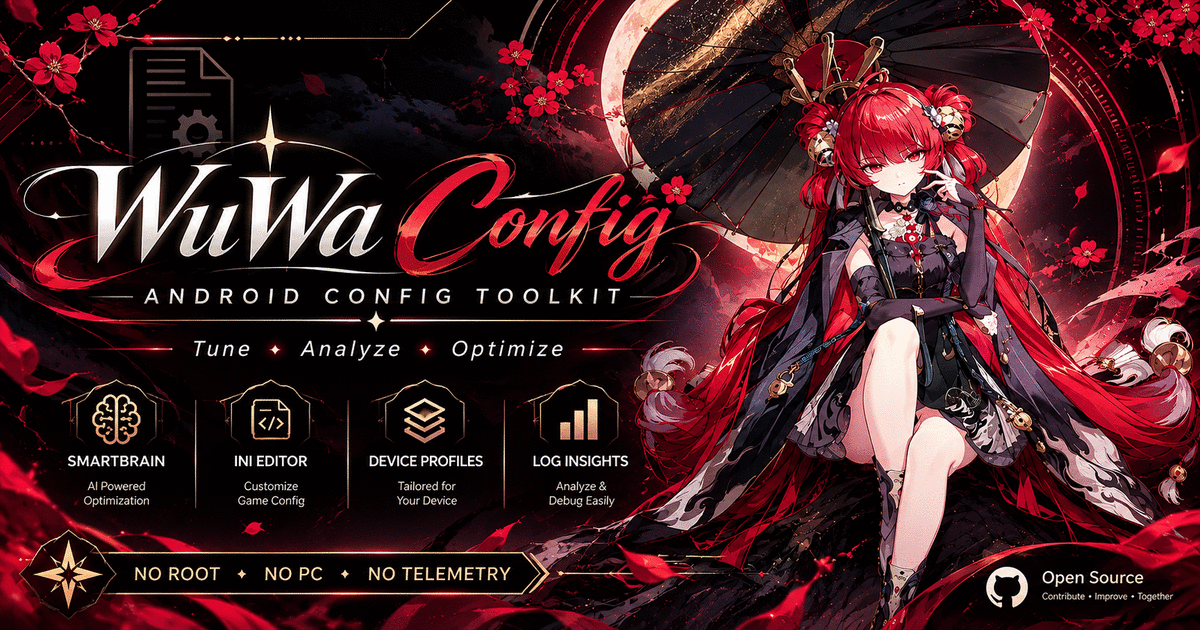 WuWa Config
ANDROID CONFIG TOOLKIT
Tune ✦ Analyze ✦ Optimize
SMARTBRAIN
AI Powered
Optimization
</>
INI EDITOR
Customize
Game Config
DEVICE PROFILES
Tailored for
Your Device
LOG INSIGHTS
Analyze &
Debug Easily
NO ROOT ✦ NO PC ✦ NO TELEMETRY
Open Source
Contribute • Improve • Together